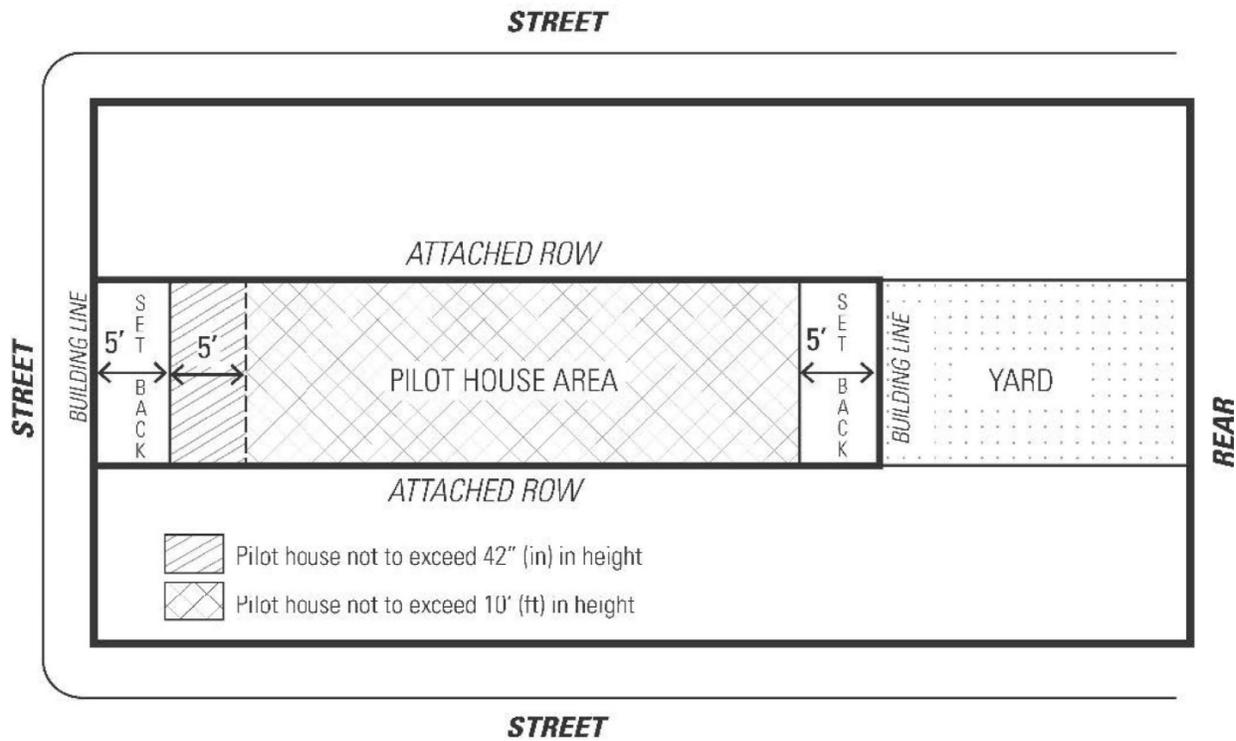 STREET
ATTACHED ROW
STREET
BUILDING LINE
5'
SET BACK
5'
PILOT HOUSE AREA
5'
SET BACK
BUILDING LINE
YARD
REAR
ATTACHED ROW
Pilot house not to exceed 42" (in) in height
Pilot house not to exceed 10' (ft) in height
STREET